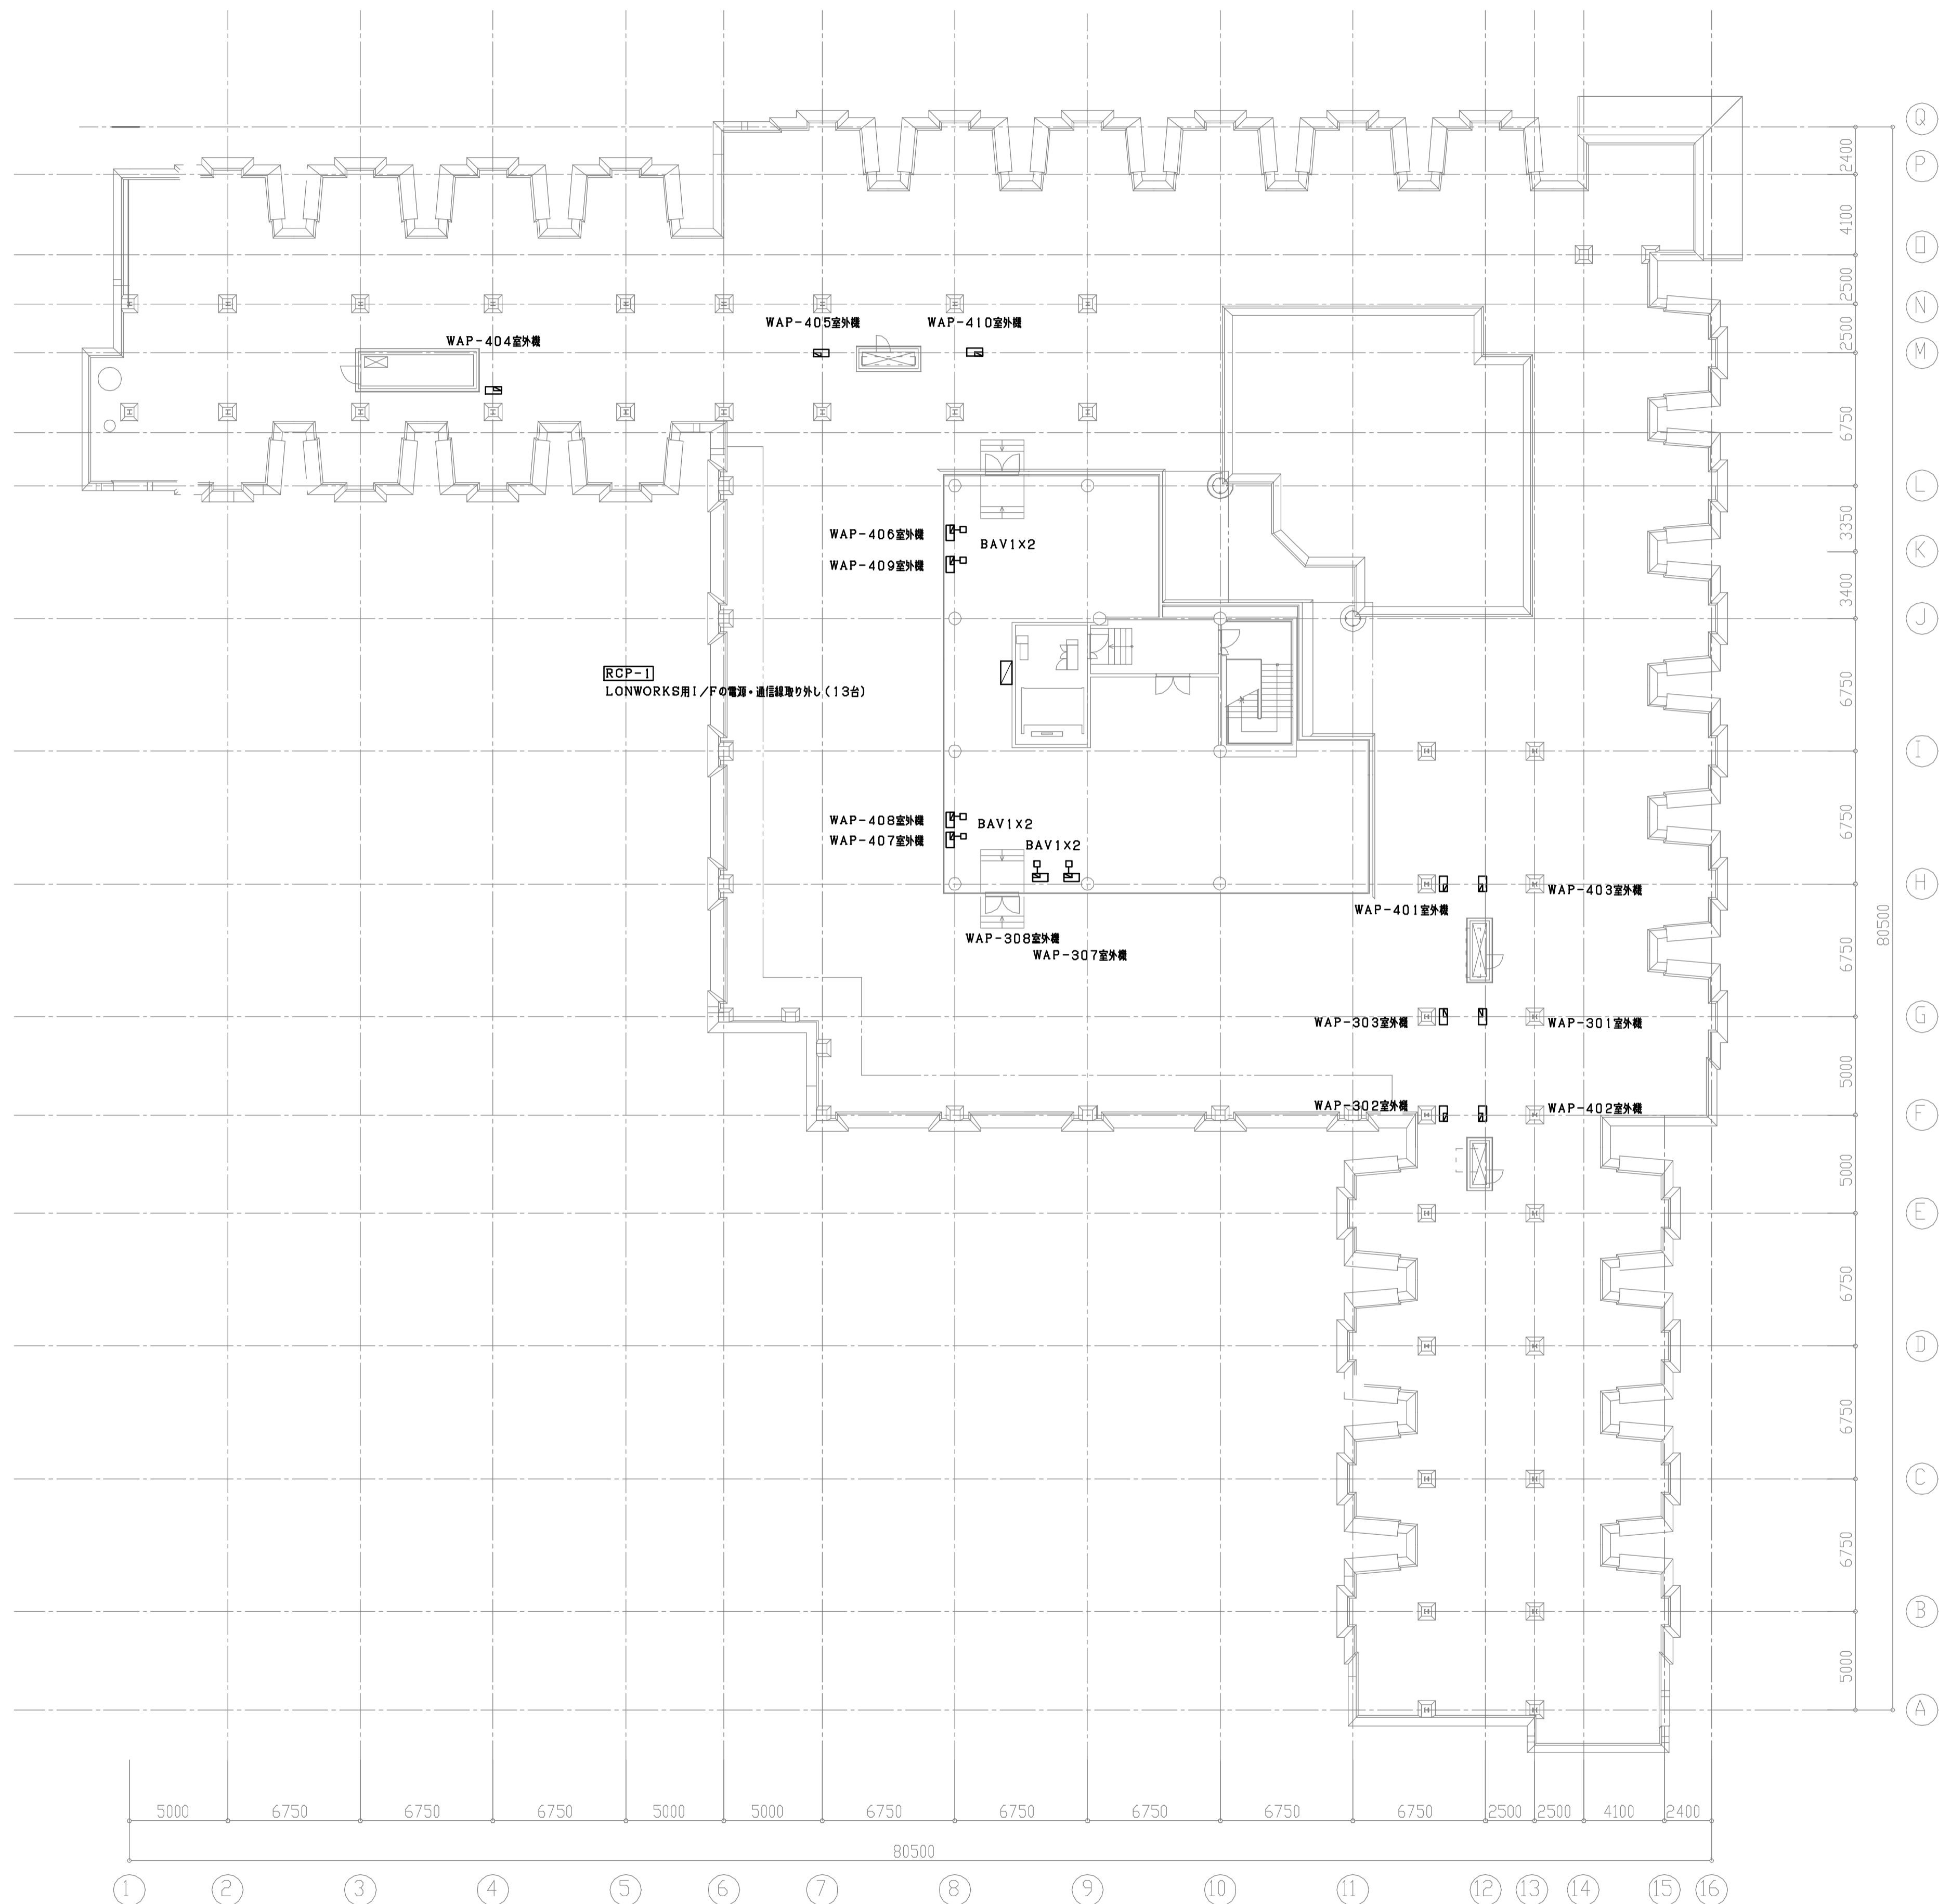 Q
2400
P
4100
O
2500
N
WAP-405室外機
WAP-410室外機
WAP-404室外機
2500
M
6750
L
WAP-406室外機
BAV1X2
3350
WAP-409室外機
K
3400
J
RCP-1
LONWORKS用I/Fの電源・通信線取り外し(13台)
6750
I
WAP-408室外機
BAV1X2
6750
WAP-407室外機
BAV1X2
H
WAP-403室外機
WAP-401室外機
80500
WAP-308室外機
WAP-307室外機
6750
WAP-303室外機
WAP-301室外機
G
5000
WAP-302室外機
WAP-402室外機
F
5000
E
6750
D
6750
C
6750
B
5000
A
5000 6750 6750 6750 5000 5000 6750 6750 6750 6750 6750 2500 2500 4100 2400
80500
1 2 3 4 5 6 7 8 9 10 11 12 13 14 15 16